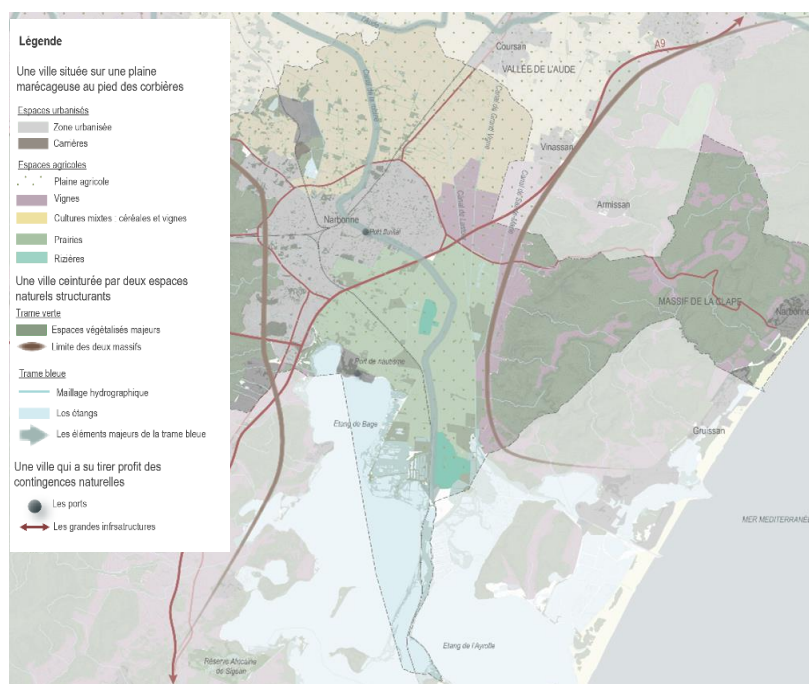 Légende
Une ville située sur une plaine
marécageuse au pied des corbières
Espaces urbanisés
Zone urbanisée
Carrières
Espaces agricoles
Plaine agricole
Vignes
Cultures mixtes : céréales et vignes
Prairies
Rizières
Une ville ceinturée par deux espaces
naturels structurants
Trame verte
Espaces végétalisés majeurs
Limite des deux massifs
Trame bleue
Maillage hydrographique
Les étangs
Les éléments majeurs de la trame bleue
Une ville qui a su tirer profit des
contingences naturelles
Les ports
Les grandes infrsatructures
Coursan
A9
VALLÉE DE L'AUDE
Vinassan
Armissan
Narbonne
MASSIF DE LA CLAPE
Narbonne
Port de nautisme
Etang du Bage
Gruissan
MER MEDITERRANÉE
Etang de l'Ayrolle
Réserve Africaine
de Sigean